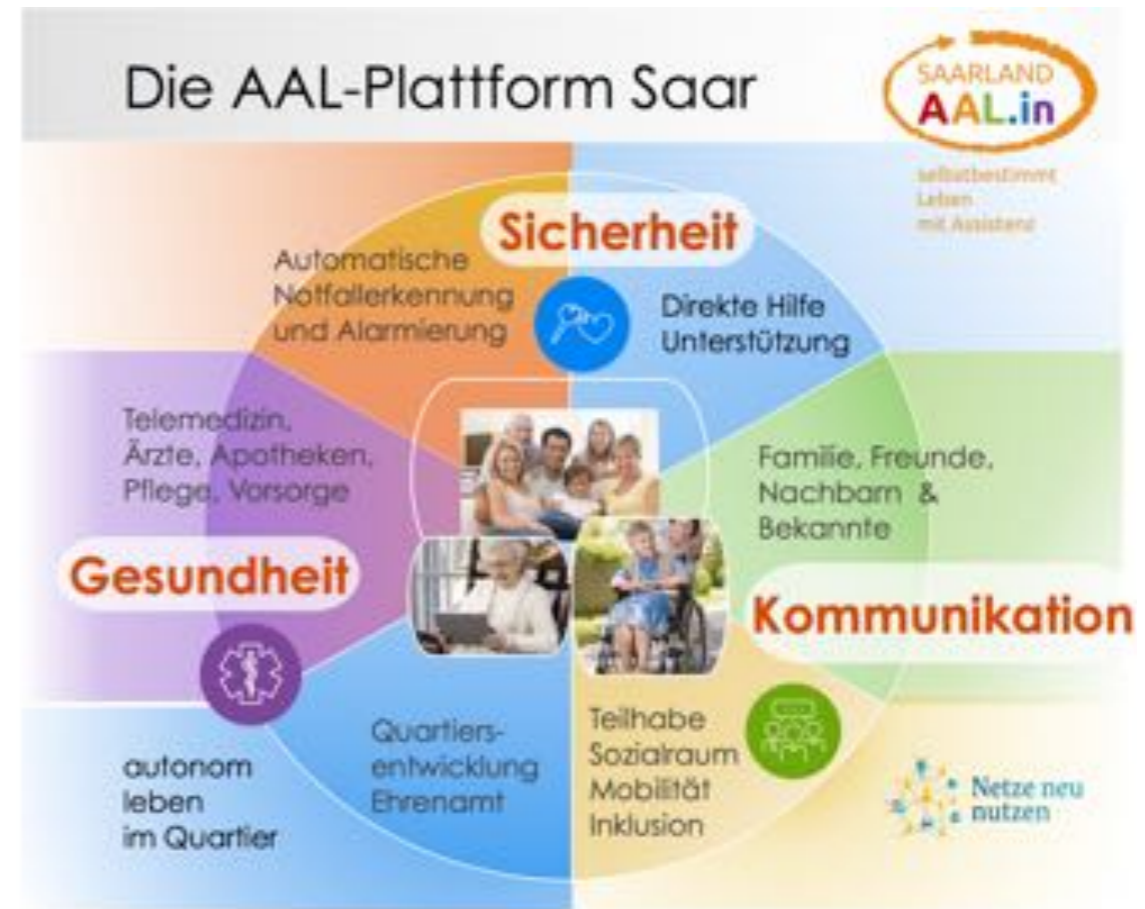 Die AAL-Plattform Saar
SAARLAND
AAL.in
selbstbestimmt
Leben
mit Assistenz
Sicherheit
Automatische
Notfallerkennung
und Alarmierung
Direkte Hilfe
Unterstützung
Telemedizin,
Ärzte, Apotheken,
Pflege, Vorsorge
Familie, Freunde,
Nachbarn &
Bekannte
Gesundheit
Kommunikation
Quartiers-
entwicklung
Ehrenamt
Teilhabe
Sozialraum
Mobilität
Inklusion
autonom
leben
im Quartier
Netze neu
nutzen